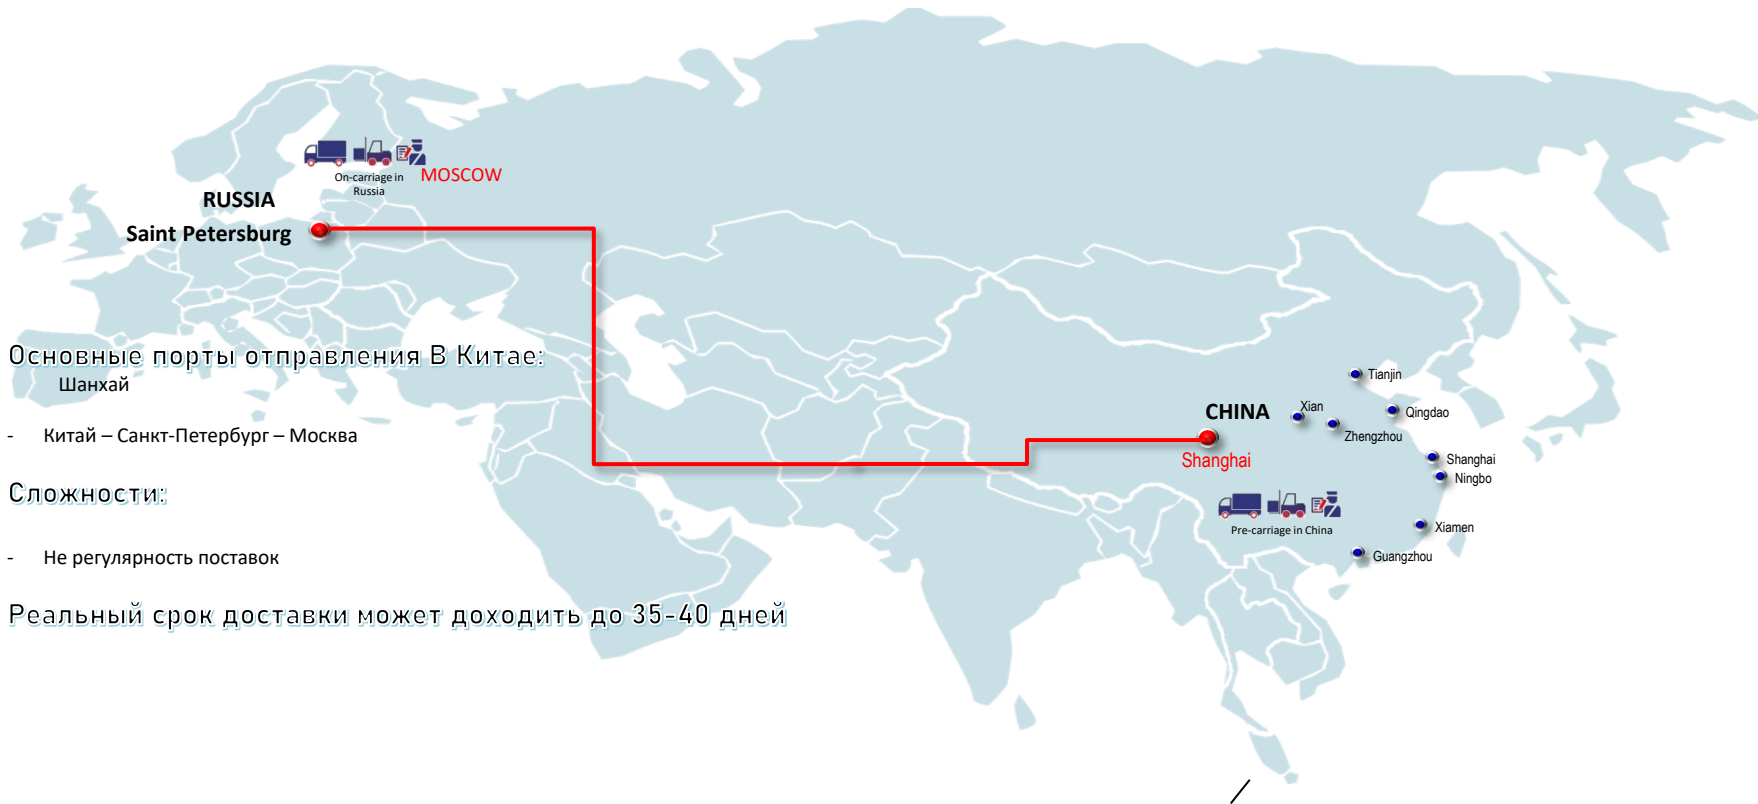 On-carriage in
Russia
MOSCOW
RUSSIA
Saint Petersburg
Основные порты отправления В Китае:
Шанхай
- Китай – Санкт-Петербург – Москва
Сложности:
- Не регулярность поставок
Реальный срок доставки может доходить до 35-40 дней
CHINA
Shanghai
Pre-carriage in China
Tianjin
Xian
Qingdao
Zhengzhou
Shanghai
Ningbo
Xiamen
Guangzhou